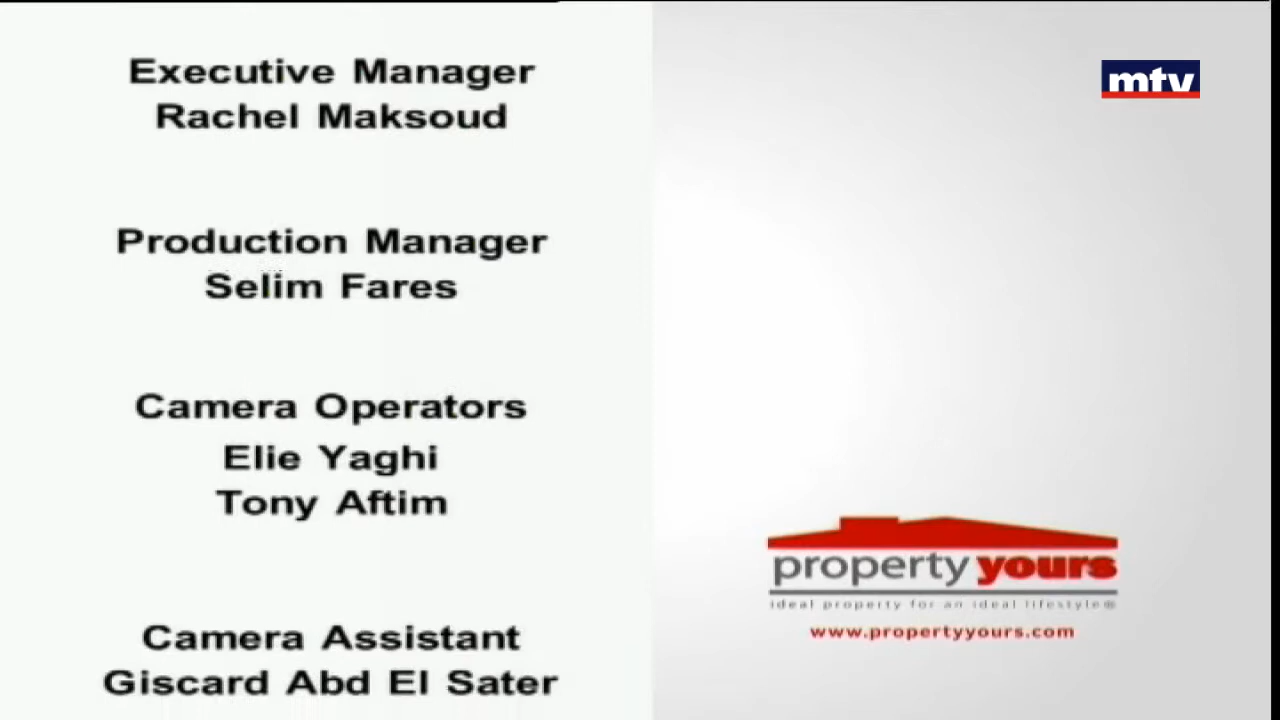 Executive Manager
Rachel Maksoud
Production Manager
Selim Fares
Camera Operators
Elie Yaghi
Tony Aftim
Camera Assistant
Giscard Abd El Sater
mtv
property yours
ideal property for an ideal lifestyle®
www.propertyyours.com